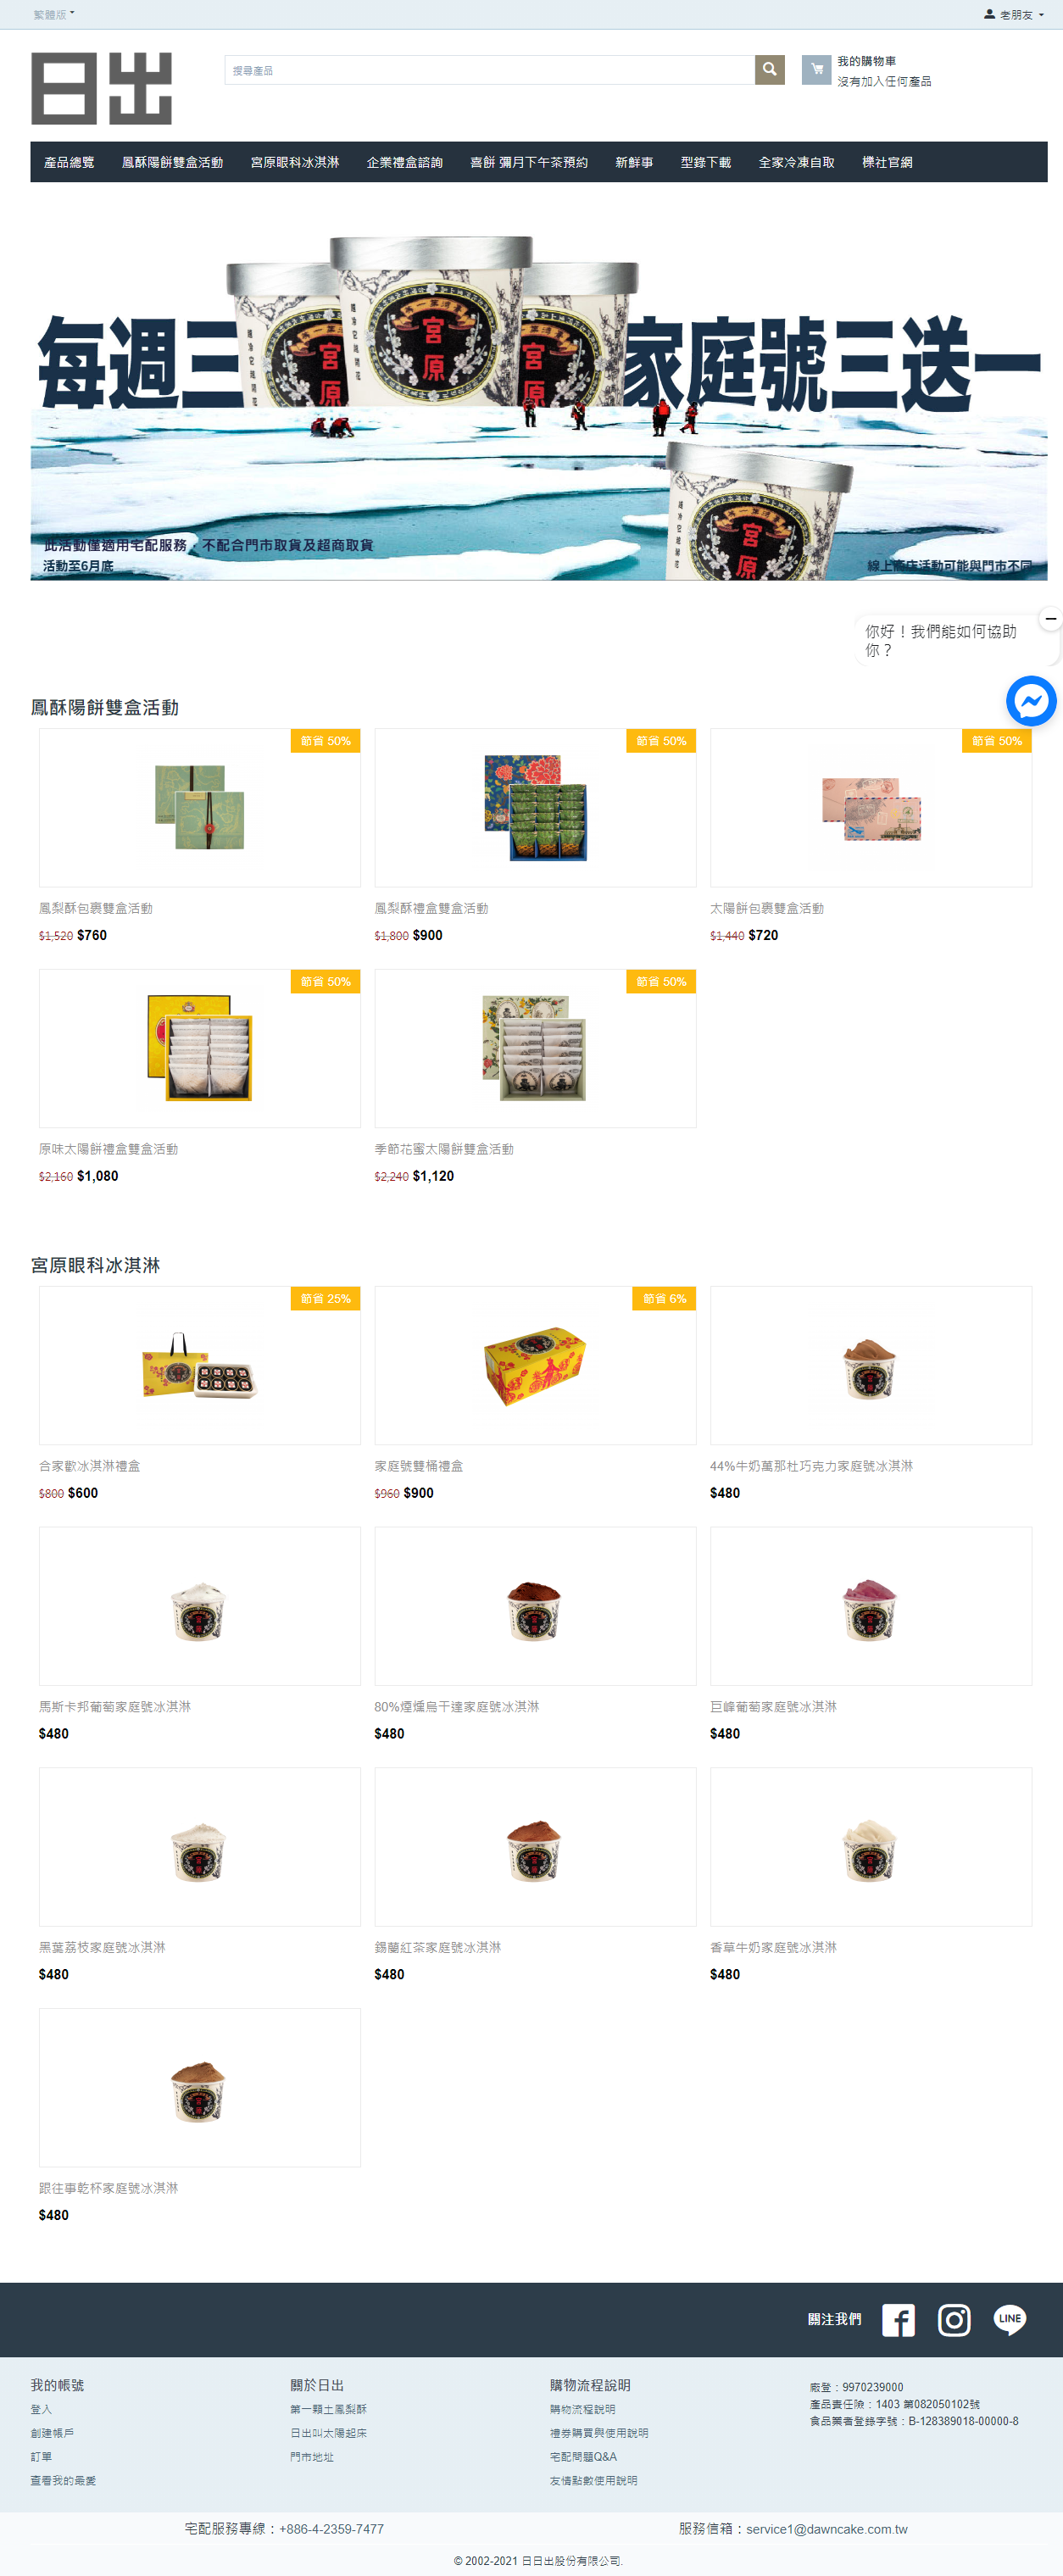 繁體版
老朋友
日出
搜尋產品
我的購物車
沒有加入任何產品
產品總覽 鳳酥陽餅雙盒活動 宮原眼科冰淇淋 企業禮盒諮詢 喜餅 彌月下午茶預約 新鮮事 型錄下載 全家冷凍自取 櫟社官網
每週三 家庭號三送一
宮原
宮原
宮原
宮原
此活動僅適用宅配服務，不配合門市取貨及超商取貨
活動至6月底
線上商店活動可能與門市不同
你好！我們能如何協助
你？
鳳酥陽餅雙盒活動
節省 50% 節省 50% 節省 50%
鳳梨酥包裹雙盒活動 鳳梨酥禮盒雙盒活動 太陽餅包裹雙盒活動
$1,520 $760 $1,800 $900 $1,440 $720
節省 50% 節省 50%
原味太陽餅禮盒雙盒活動 季節花蜜太陽餅雙盒活動
$2,160 $1,080 $2,240 $1,120
宮原眼科冰淇淋
節省 25% 節省 6%
合家歡冰淇淋禮盒 家庭號雙桶禮盒 44%牛奶萬那杜巧克力家庭號冰淇淋
$800 $600 $960 $900 $480
馬斯卡邦葡萄家庭號冰淇淋 80%煙燻烏干達家庭號冰淇淋 巨峰葡萄家庭號冰淇淋
$480 $480 $480
黑葉荔枝家庭號冰淇淋 錫蘭紅茶家庭號冰淇淋 香草牛奶家庭號冰淇淋
$480 $480 $480
跟往事乾杯家庭號冰淇淋
$480
關注我們
LINE
我的帳號 關於日出 購物流程說明
登入 第一顆土鳳梨酥 購物流程說明
創建帳戶 日出叫太陽起床 禮券購買與使用說明
訂單 門市地址 宅配問題Q&A
查看我的最愛 友情點數使用說明
廠登：9970239000
產品責任險：1403 第082050102號
食品業者登錄字號：B-128389018-00000-8
宅配服務專線：+886-4-2359-7477 服務信箱：service1@dawncake.com.tw
© 2002-2021 日日出股份有限公司.